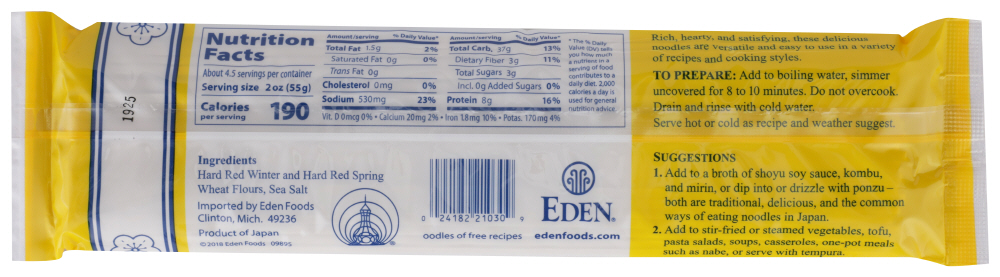 1925
Nutrition
Facts
About 4.5 servings per container
Serving size 2 oz (55g)
Calories
per serving
190
Amount/serving % Daily Value*
Total Fat 1.5g 2%
Saturated Fat 0g 0%
Trans Fat 0g
Cholesterol 0mg 0%
Sodium 530mg 23%
Amount/serving % Daily Value*
Total Carb. 37g 13%
Dietary Fiber 3g 11%
Total Sugars 3g
Incl. 0g Added Sugars 0%
Protein 8g 16%
Vit. D 0mcg 0% • Calcium 20mg 2% • Iron 1.8mg 10% • Potas. 170mg 4%
* The % Daily
Value (DV) tells
you how much
a nutrient in a
serving of food
contributes to a
daily diet. 2,000
calories a day is
used for general
nutrition advice.
Ingredients
Hard Red Winter and Hard Red Spring
Wheat Flours, Sea Salt
Imported by Eden Foods
Clinton, Mich. 49236
Product of Japan
©2018 Eden Foods 09895
0 24182 21030 9
oodles of free recipes
EDEN®
edenfoods.com
Rich, hearty, and satisfying, these delicious
noodles are versatile and easy to use in a variety
of recipes and cooking styles.
TO PREPARE: Add to boiling water, simmer
uncovered for 8 to 10 minutes. Do not overcook.
Drain and rinse with cold water.
Serve hot or cold as recipe and weather suggest.
SUGGESTIONS
1. Add to a broth of shoyu soy sauce, kombu,
and mirin, or dip into or drizzle with ponzu –
both are traditional, delicious, and the common
ways of eating noodles in Japan.
2. Add to stir-fried or steamed vegetables, tofu,
pasta salads, soups, casseroles, one-pot meals
such as nabe, or serve with tempura.